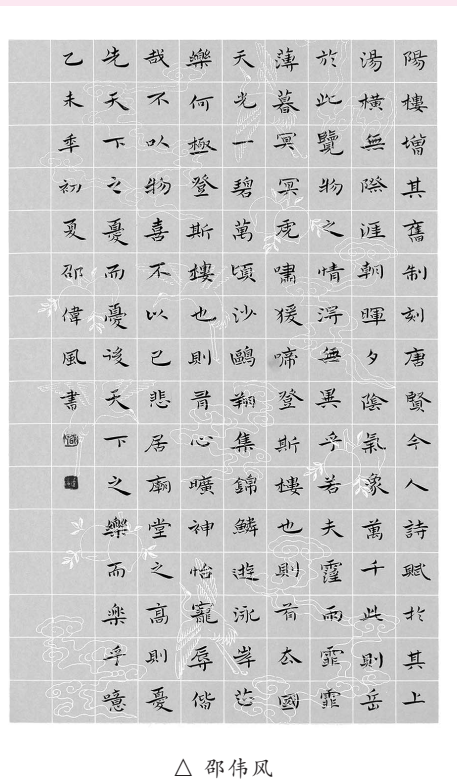 陽樓增其舊制刻唐賢今人詩賦於其上
湯橫無際涯朝暉夕陰氣象萬千此則岳
於此覽物之情得無異乎若夫霪雨霏霏
薄暮冥冥虎嘯猨啼登斯樓也則有去國
天光一碧萬頃沙鷗翔集錦鱗遊泳岸芷
樂何極登斯樓也則有心曠神怡寵辱偕
哉不以物喜不以己悲居廟堂之高則憂
先天下之憂而憂後天下之樂而樂乎噫
乙未年初夏邵偉風書
△ 邵伟风